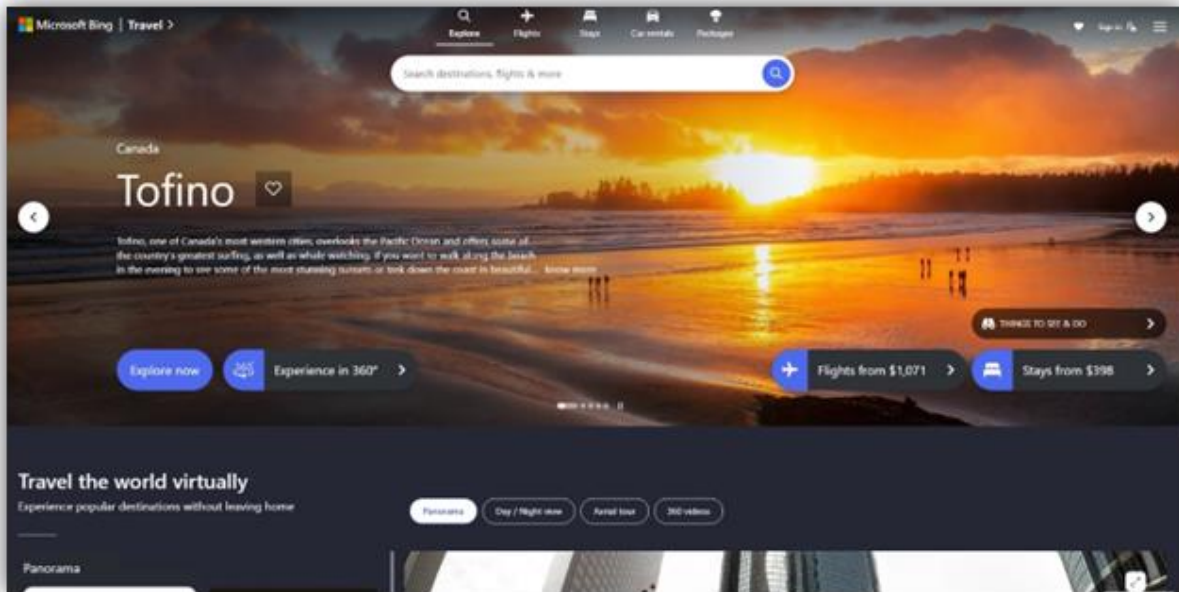 Microsoft Bing | Travel >
Explore
Flights
Stays
Car rentals
Packages
Sign in
Search destinations, flights & more
Canada
Tofino
Tofino, one of Canada's most western cities, overlooks the Pacific Ocean and offers some of
the country's greatest surfing, as well as whale watching. If you want to walk along the beach
in the evening to see some of the most stunning sunsets or trek down the coast in beautiful... know more
THINGS TO SEE & DO
Explore now
360°
Experience in 360°
Flights from $1,071
Stays from $398
Travel the world virtually
Experience popular destinations without leaving home
Panorama
Day / Night view
Aerial tour
360 videos
Panorama